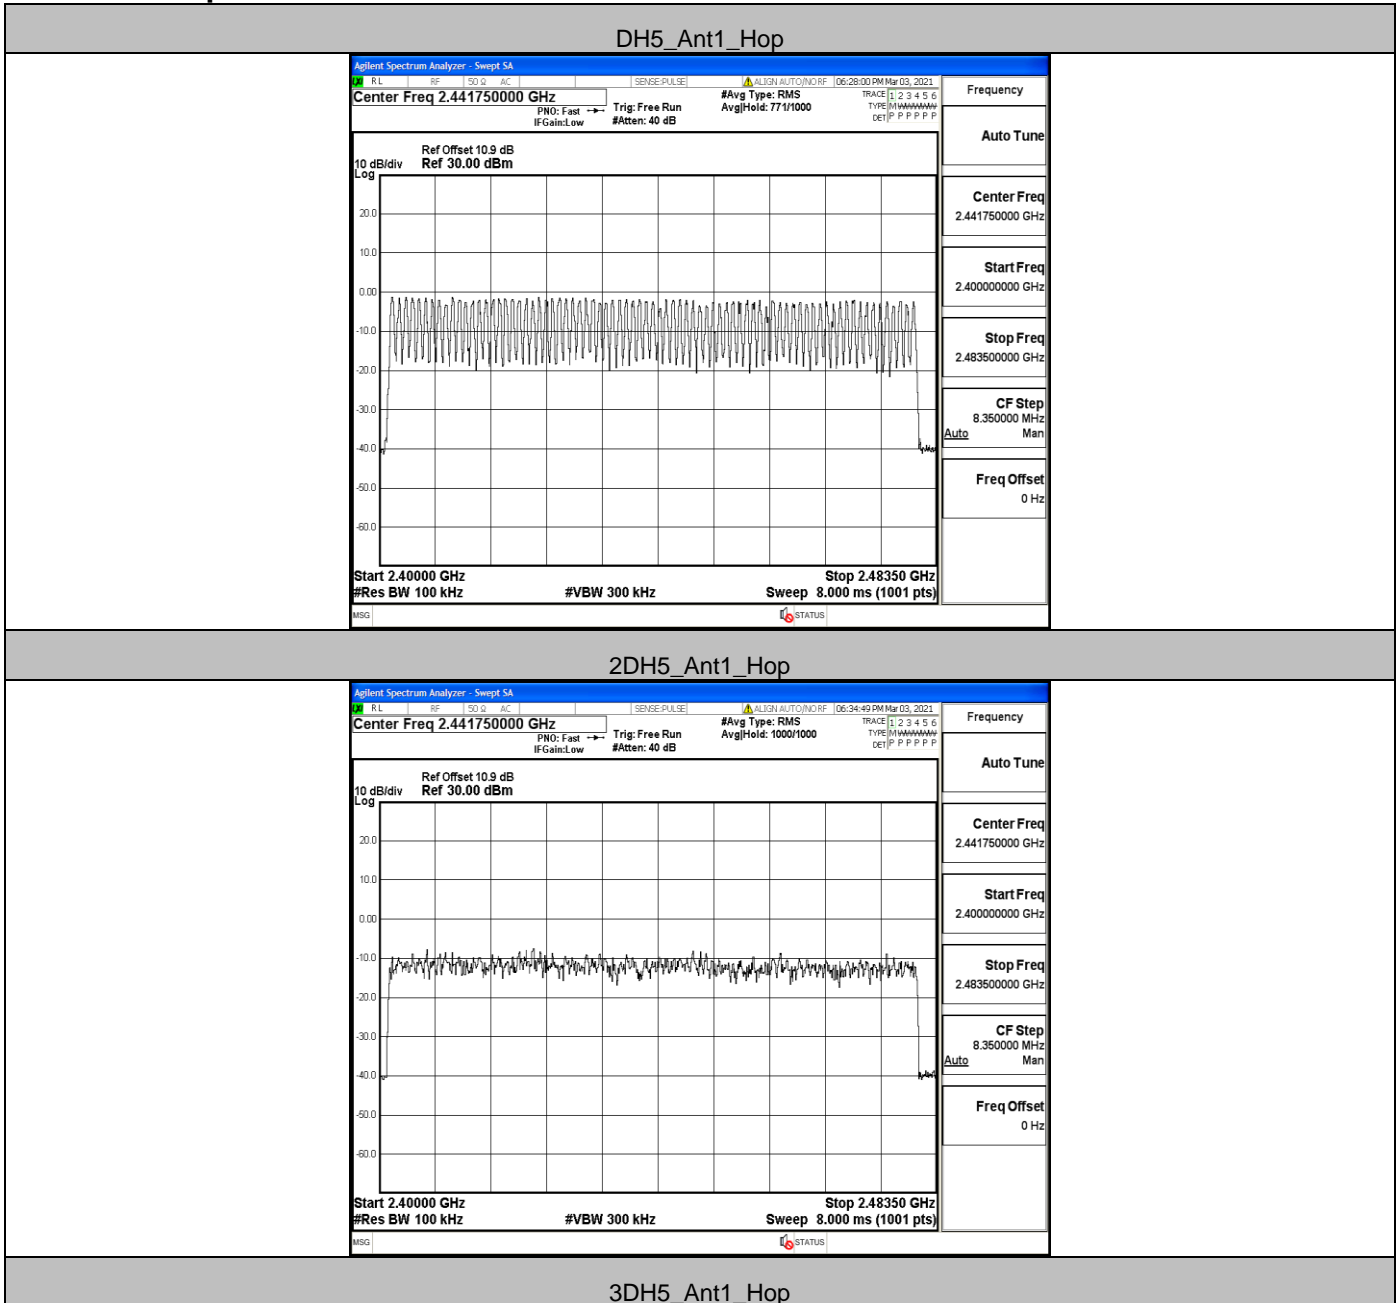 DH5_Ant1_Hop
Agilent Spectrum Analyzer - Swept SA
RL RF 50 Ω AC SENSE:PULSE ALIGN AUTO/NO RF 06:28:00 PM Mar 03, 2021
Center Freq 2.441750000 GHz
PNO: Fast
IFGain:Low
Trig: Free Run
#Atten: 40 dB
#Avg Type: RMS
Avg|Hold: 771/1000
TRACE 1 2 3 4 5 6
TYPE M
DET P P P P P P
Ref Offset 10.9 dB
10 dB/div Ref 30.00 dBm
Log
20.0
10.0
0.00
-10.0
-20.0
-30.0
-40.0
-50.0
-60.0
Start 2.40000 GHz Stop 2.48350 GHz
#Res BW 100 kHz #VBW 300 kHz Sweep 8.000 ms (1001 pts)
MSG STATUS
Frequency
Auto Tune
Center Freq
2.441750000 GHz
Start Freq
2.400000000 GHz
Stop Freq
2.483500000 GHz
CF Step
8.350000 MHz
Auto Man
Freq Offset
0 Hz
2DH5_Ant1_Hop
Agilent Spectrum Analyzer - Swept SA
RL RF 50 Ω AC SENSE:PULSE ALIGN AUTO/NO RF 06:34:49 PM Mar 03, 2021
Center Freq 2.441750000 GHz
PNO: Fast
IFGain:Low
Trig: Free Run
#Atten: 40 dB
#Avg Type: RMS
Avg|Hold: 1000/1000
TRACE 1 2 3 4 5 6
TYPE M
DET P P P P P P
Ref Offset 10.9 dB
10 dB/div Ref 30.00 dBm
Log
20.0
10.0
0.00
-10.0
-20.0
-30.0
-40.0
-50.0
-60.0
Start 2.40000 GHz Stop 2.48350 GHz
#Res BW 100 kHz #VBW 300 kHz Sweep 8.000 ms (1001 pts)
MSG STATUS
Frequency
Auto Tune
Center Freq
2.441750000 GHz
Start Freq
2.400000000 GHz
Stop Freq
2.483500000 GHz
CF Step
8.350000 MHz
Auto Man
Freq Offset
0 Hz
3DH5_Ant1_Hop